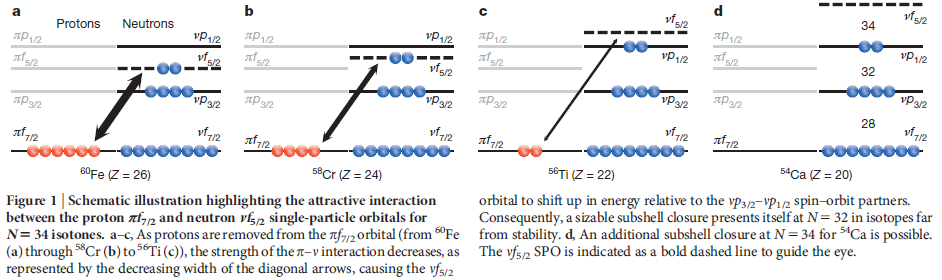 a
b
c
d
Protons Neutrons
πp1/2 νp1/2
πf5/2 νf5/2
πp3/2 νp3/2
πf7/2 νf7/2
60Fe (Z = 26)
πp1/2 νp1/2
πf5/2 νf5/2
πp3/2 νp3/2
πf7/2 νf7/2
58Cr (Z = 24)
νf5/2
πp1/2 νp1/2
πf5/2
πp3/2 νp3/2
πf7/2 νf7/2
56Ti (Z = 22)
νf5/2
34
πp1/2 νp1/2
πf5/2
32
πp3/2 νp3/2
28
πf7/2 νf7/2
54Ca (Z = 20)
Figure 1 | Schematic illustration highlighting the attractive interaction
between the proton πf7/2 and neutron νf5/2 single-particle orbitals for
N = 34 isotones. a–c, As protons are removed from the πf7/2 orbital (from 60Fe
(a) through 58Cr (b) to 56Ti (c)), the strength of the π–ν interaction decreases, as
represented by the decreasing width of the diagonal arrows, causing the νf5/2
orbital to shift up in energy relative to the νp3/2–νp1/2 spin–orbit partners.
Consequently, a sizable subshell closure presents itself at N = 32 in isotopes far
from stability. d, An additional subshell closure at N = 34 for 54Ca is possible.
The νf5/2 SPO is indicated as a bold dashed line to guide the eye.